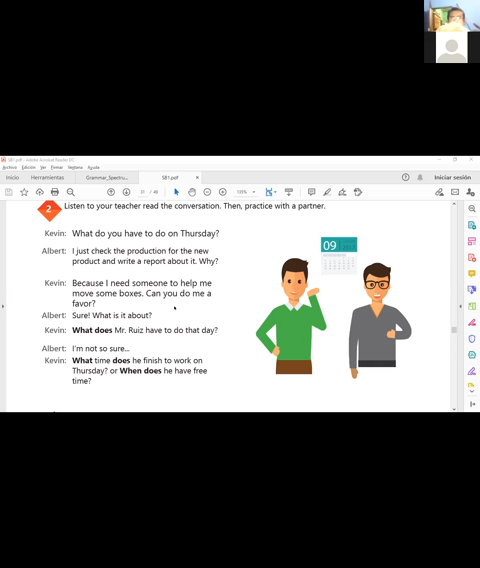 SB1.pdf - Adobe Acrobat Reader DC
Archivo Edición Ver Firmar Ventana Ayuda
Inicio Herramientas Grammar_Spectru... SB1.pdf × Iniciar sesión
31 / 48 135%
2 Listen to your teacher read the conversation. Then, practice with a partner.
Kevin: What do you have to do on Thursday?
Albert: I just check the production for the new
product and write a report about it. Why?
Kevin: Because I need someone to help me
move some boxes. Can you do me a
favor?
Albert: Sure! What is it about?
Kevin: What does Mr. Ruiz have to do that day?
Albert: I'm not so sure...
Kevin: What time does he finish to work on
Thursday? or When does he have free
time?
09